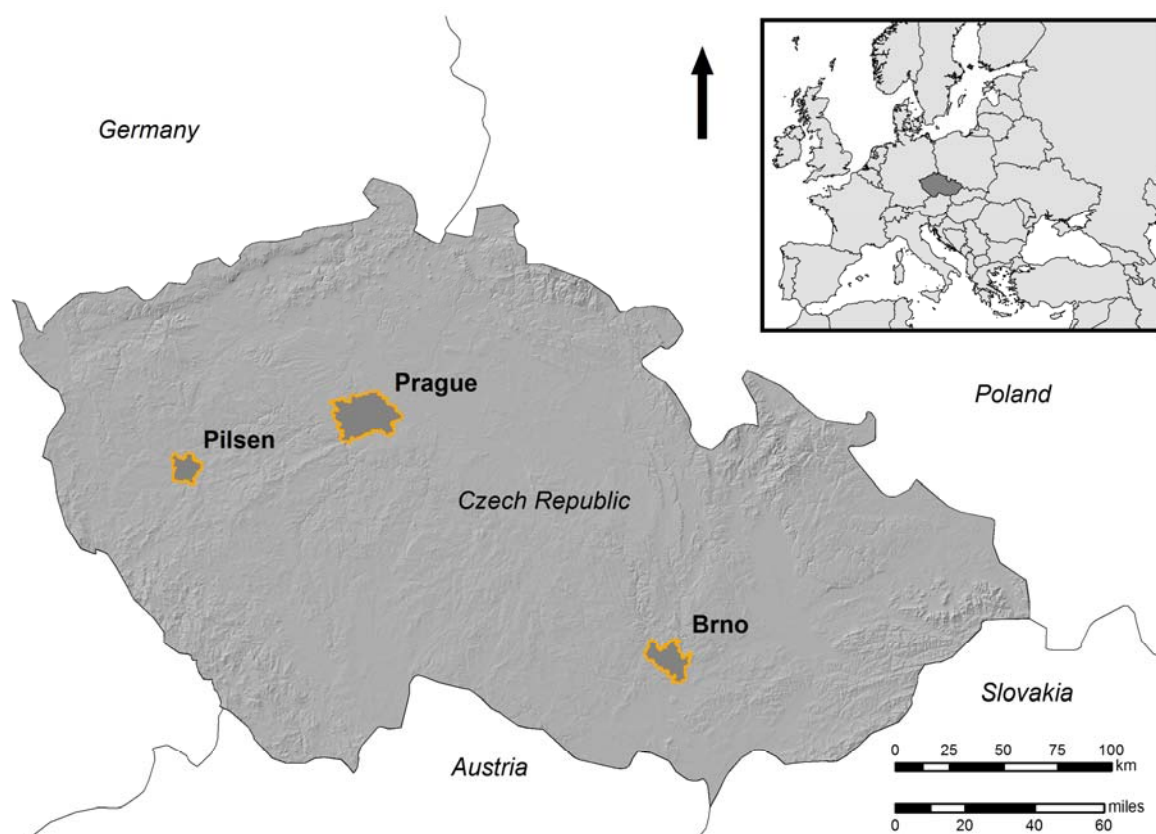 Germany
Prague
Poland
Pilsen
Czech Republic
Brno
Slovakia
Austria
0 25 50 75 100
km
miles
0 20 40 60